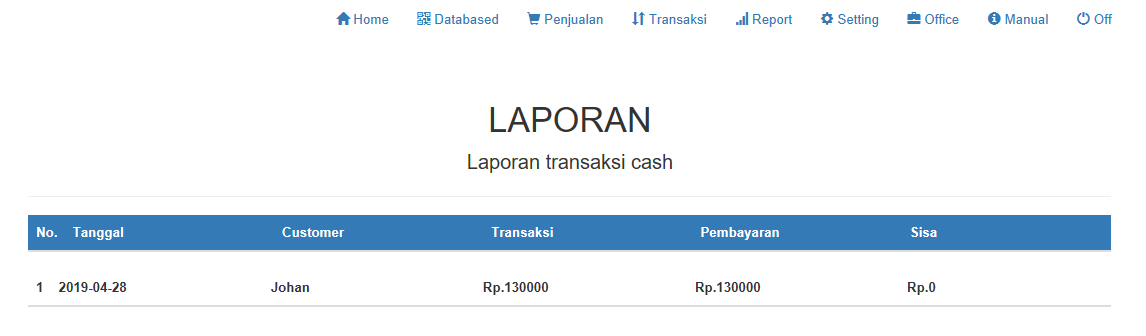 Home Databased Penjualan Transaksi Report Setting Office Manual Off
LAPORAN
Laporan transaksi cash
No. Tanggal Customer Transaksi Pembayaran Sisa
1 2019-04-28 Johan Rp.130000 Rp.130000 Rp.0